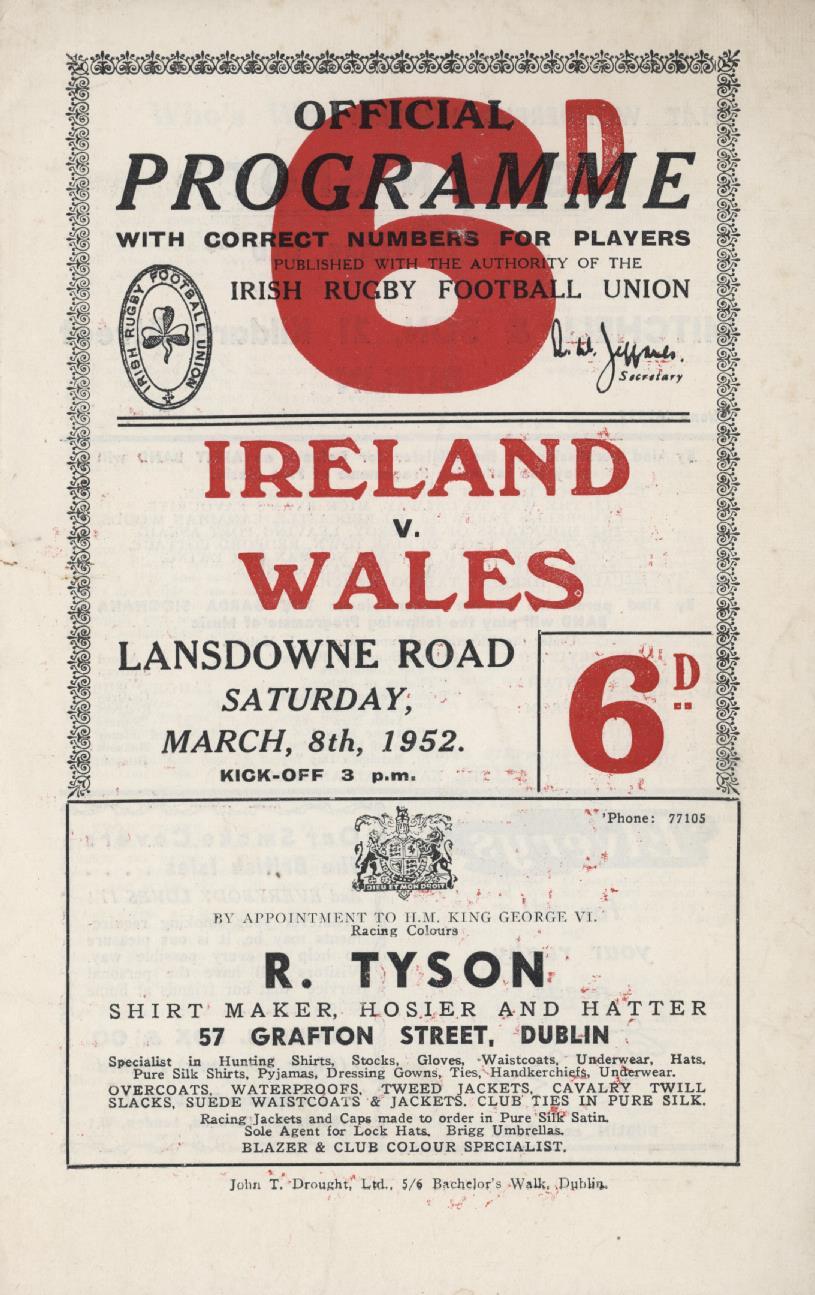 OFFICIAL
6D
PROGRAMME
WITH CORRECT NUMBERS FOR PLAYERS
PUBLISHED WITH THE AUTHORITY OF THE
IRISH RUGBY FOOTBALL UNION
IRISH RUGBY FOOTBALL UNION
R. W. Jeffares.
Secretary
IRELAND
V.
WALES
LANSDOWNE ROAD
SATURDAY,
MARCH, 8th, 1952.
KICK-OFF 3 p.m.
6D
'Phone: 77105
DIEU ET MON DROIT
BY APPOINTMENT TO H.M. KING GEORGE VI.
Racing Colours
R. TYSON
SHIRT MAKER, HOSIER AND HATTER
57 GRAFTON STREET, DUBLIN
Specialist in Hunting Shirts, Stocks, Gloves, Waistcoats, Underwear, Hats.
Pure Silk Shirts, Pyjamas, Dressing Gowns, Ties, Handkerchiefs, Underwear.
OVERCOATS, WATERPROOFS, TWEED JACKETS, CAVALRY TWILL
SLACKS, SUEDE WAISTCOATS & JACKETS. CLUB TIES IN PURE SILK.
Racing Jackets and Caps made to order in Pure Silk Satin.
Sole Agent for Lock Hats. Brigg Umbrellas.
BLAZER & CLUB COLOUR SPECIALIST.
John T. Drought, Ltd., 5/6 Bachelor's Walk, Dublin.